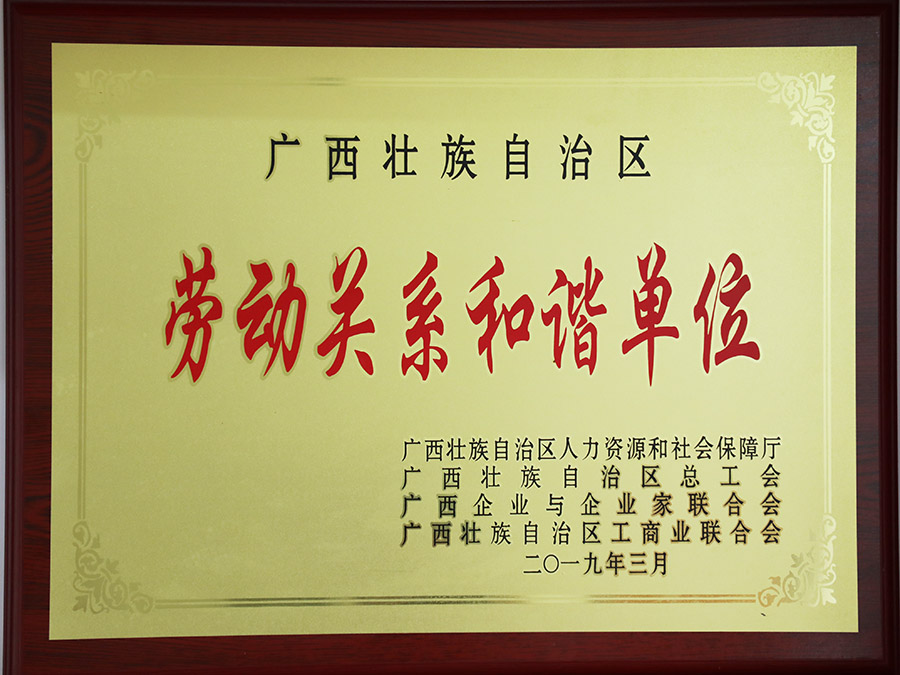 广西壮族自治区
劳动关系和谐单位
广西壮族自治区人力资源和社会保障厅
广西壮族自治区总工会
广西企业与企业家联合会
广西壮族自治区工商业联合会
二〇一九年三月